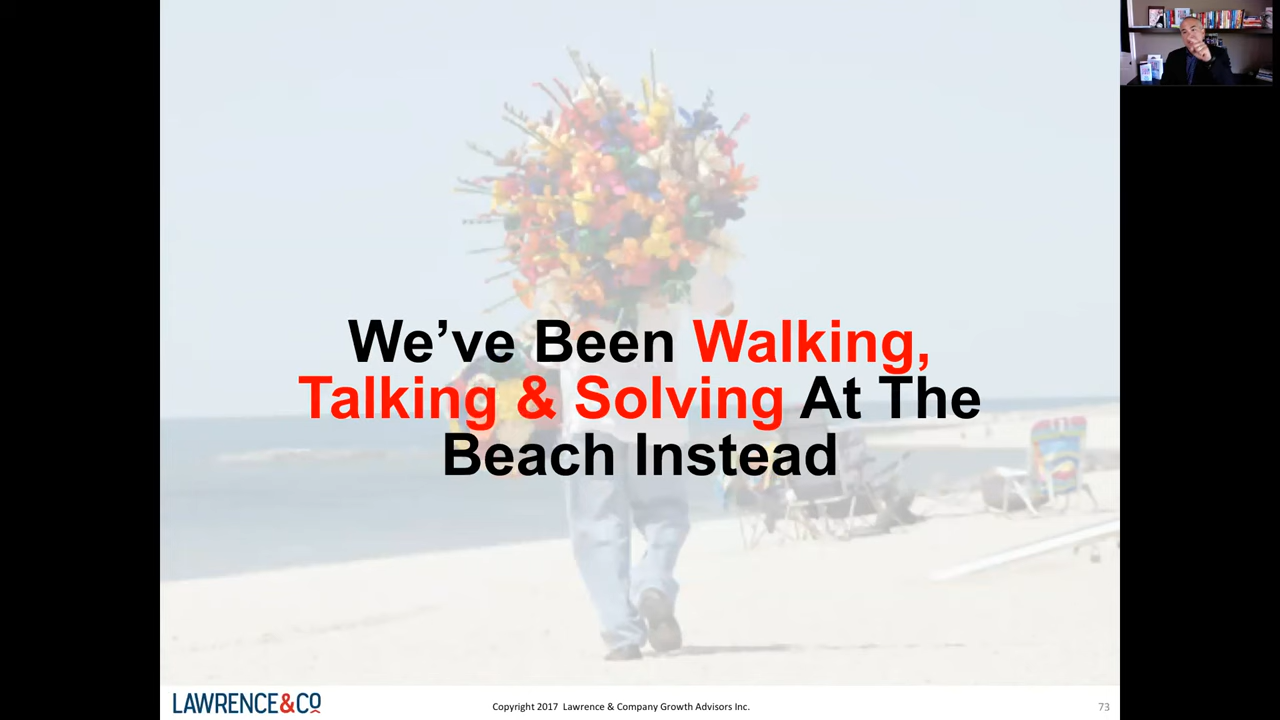 We’ve Been Walking,
Talking & Solving At The
Beach Instead
LAWRENCE&CO
Copyright 2017 Lawrence & Company Growth Advisors Inc.
73